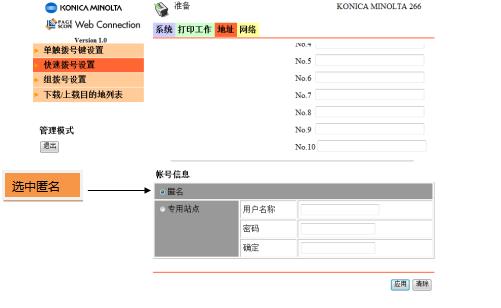 KONICA MINOLTA
准备
KONICA MINOLTA 266
PAGE SCOPE Web Connection
Version 1.0
系统 打印工作 地址 网络
单触拨号键设置
快速拨号设置
组拨号设置
下载/上载目的地列表
管理模式
退出
No.4
No.5
No.6
No.7
No.8
No.9
No.10
帐号信息
选中匿名
匿名
专用站点
用户名称
密码
确定
应用 清除